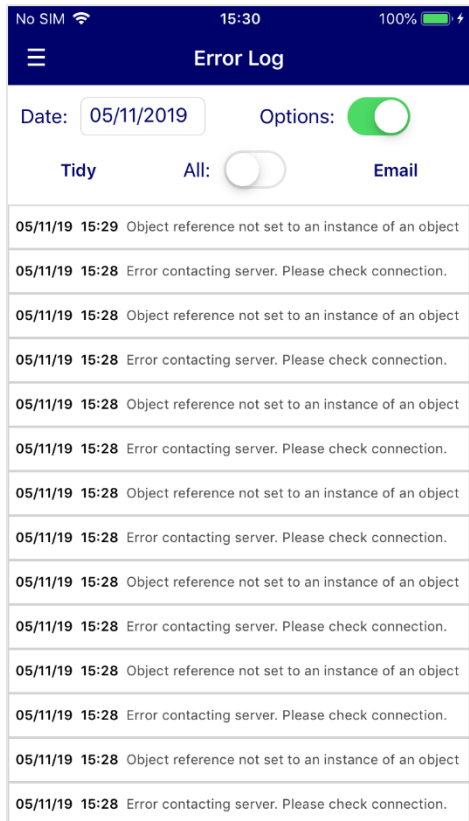 No SIM 15:30 100%
Error Log
Date: 05/11/2019 Options:
Tidy All: Email
05/11/19 15:29 Object reference not set to an instance of an object
05/11/19 15:28 Error contacting server. Please check connection.
05/11/19 15:28 Object reference not set to an instance of an object
05/11/19 15:28 Error contacting server. Please check connection.
05/11/19 15:28 Object reference not set to an instance of an object
05/11/19 15:28 Error contacting server. Please check connection.
05/11/19 15:28 Object reference not set to an instance of an object
05/11/19 15:28 Error contacting server. Please check connection.
05/11/19 15:28 Object reference not set to an instance of an object
05/11/19 15:28 Error contacting server. Please check connection.
05/11/19 15:28 Object reference not set to an instance of an object
05/11/19 15:28 Error contacting server. Please check connection.
05/11/19 15:28 Object reference not set to an instance of an object
05/11/19 15:28 Error contacting server. Please check connection.